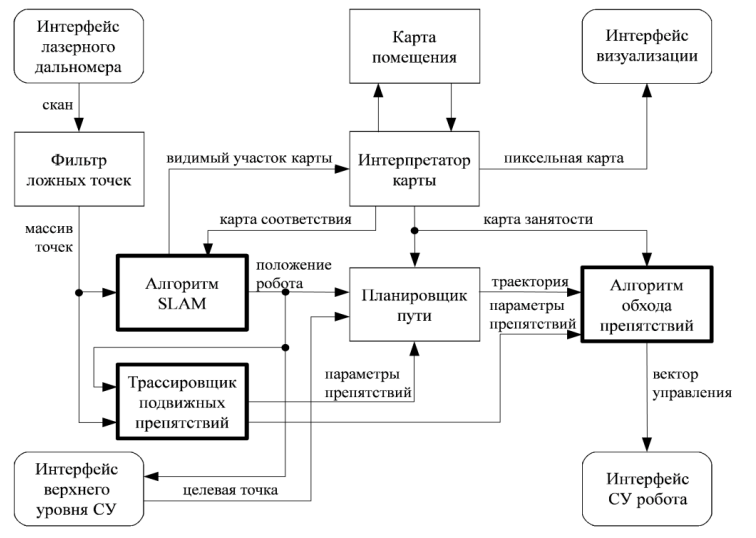 Интерфейс
лазерного
дальномера
Карта
помещения
Интерфейс
визуализации
скан
Фильтр
ложных точек
видимый участок карты
Интерпретатор
карты
пиксельная карта
массив
точек
карта соответствия
карта занятости
Алгоритм
SLAM
положение
робота
Планировщик
пути
траектория
параметры
препятствий
Алгоритм
обхода
препятствий
Трассировщик
подвижных
препятствий
параметры
препятствий
вектор
управления
Интерфейс
верхнего
уровня СУ
целевая точка
Интерфейс
СУ робота